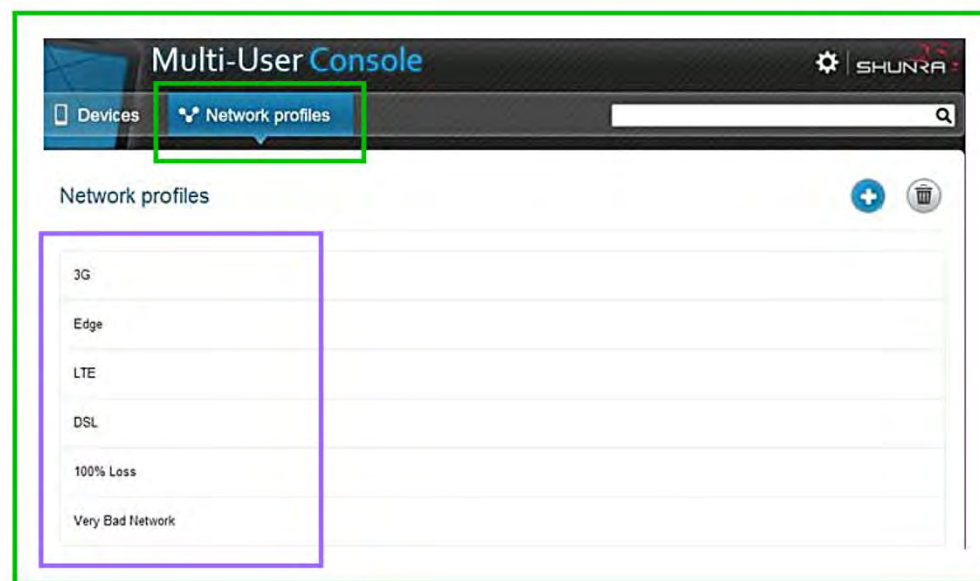 Multi-User Console
SHUNRA
Devices
Network profiles
Network profiles
3G
Edge
LTE
DSL
100% Loss
Very Bad Network